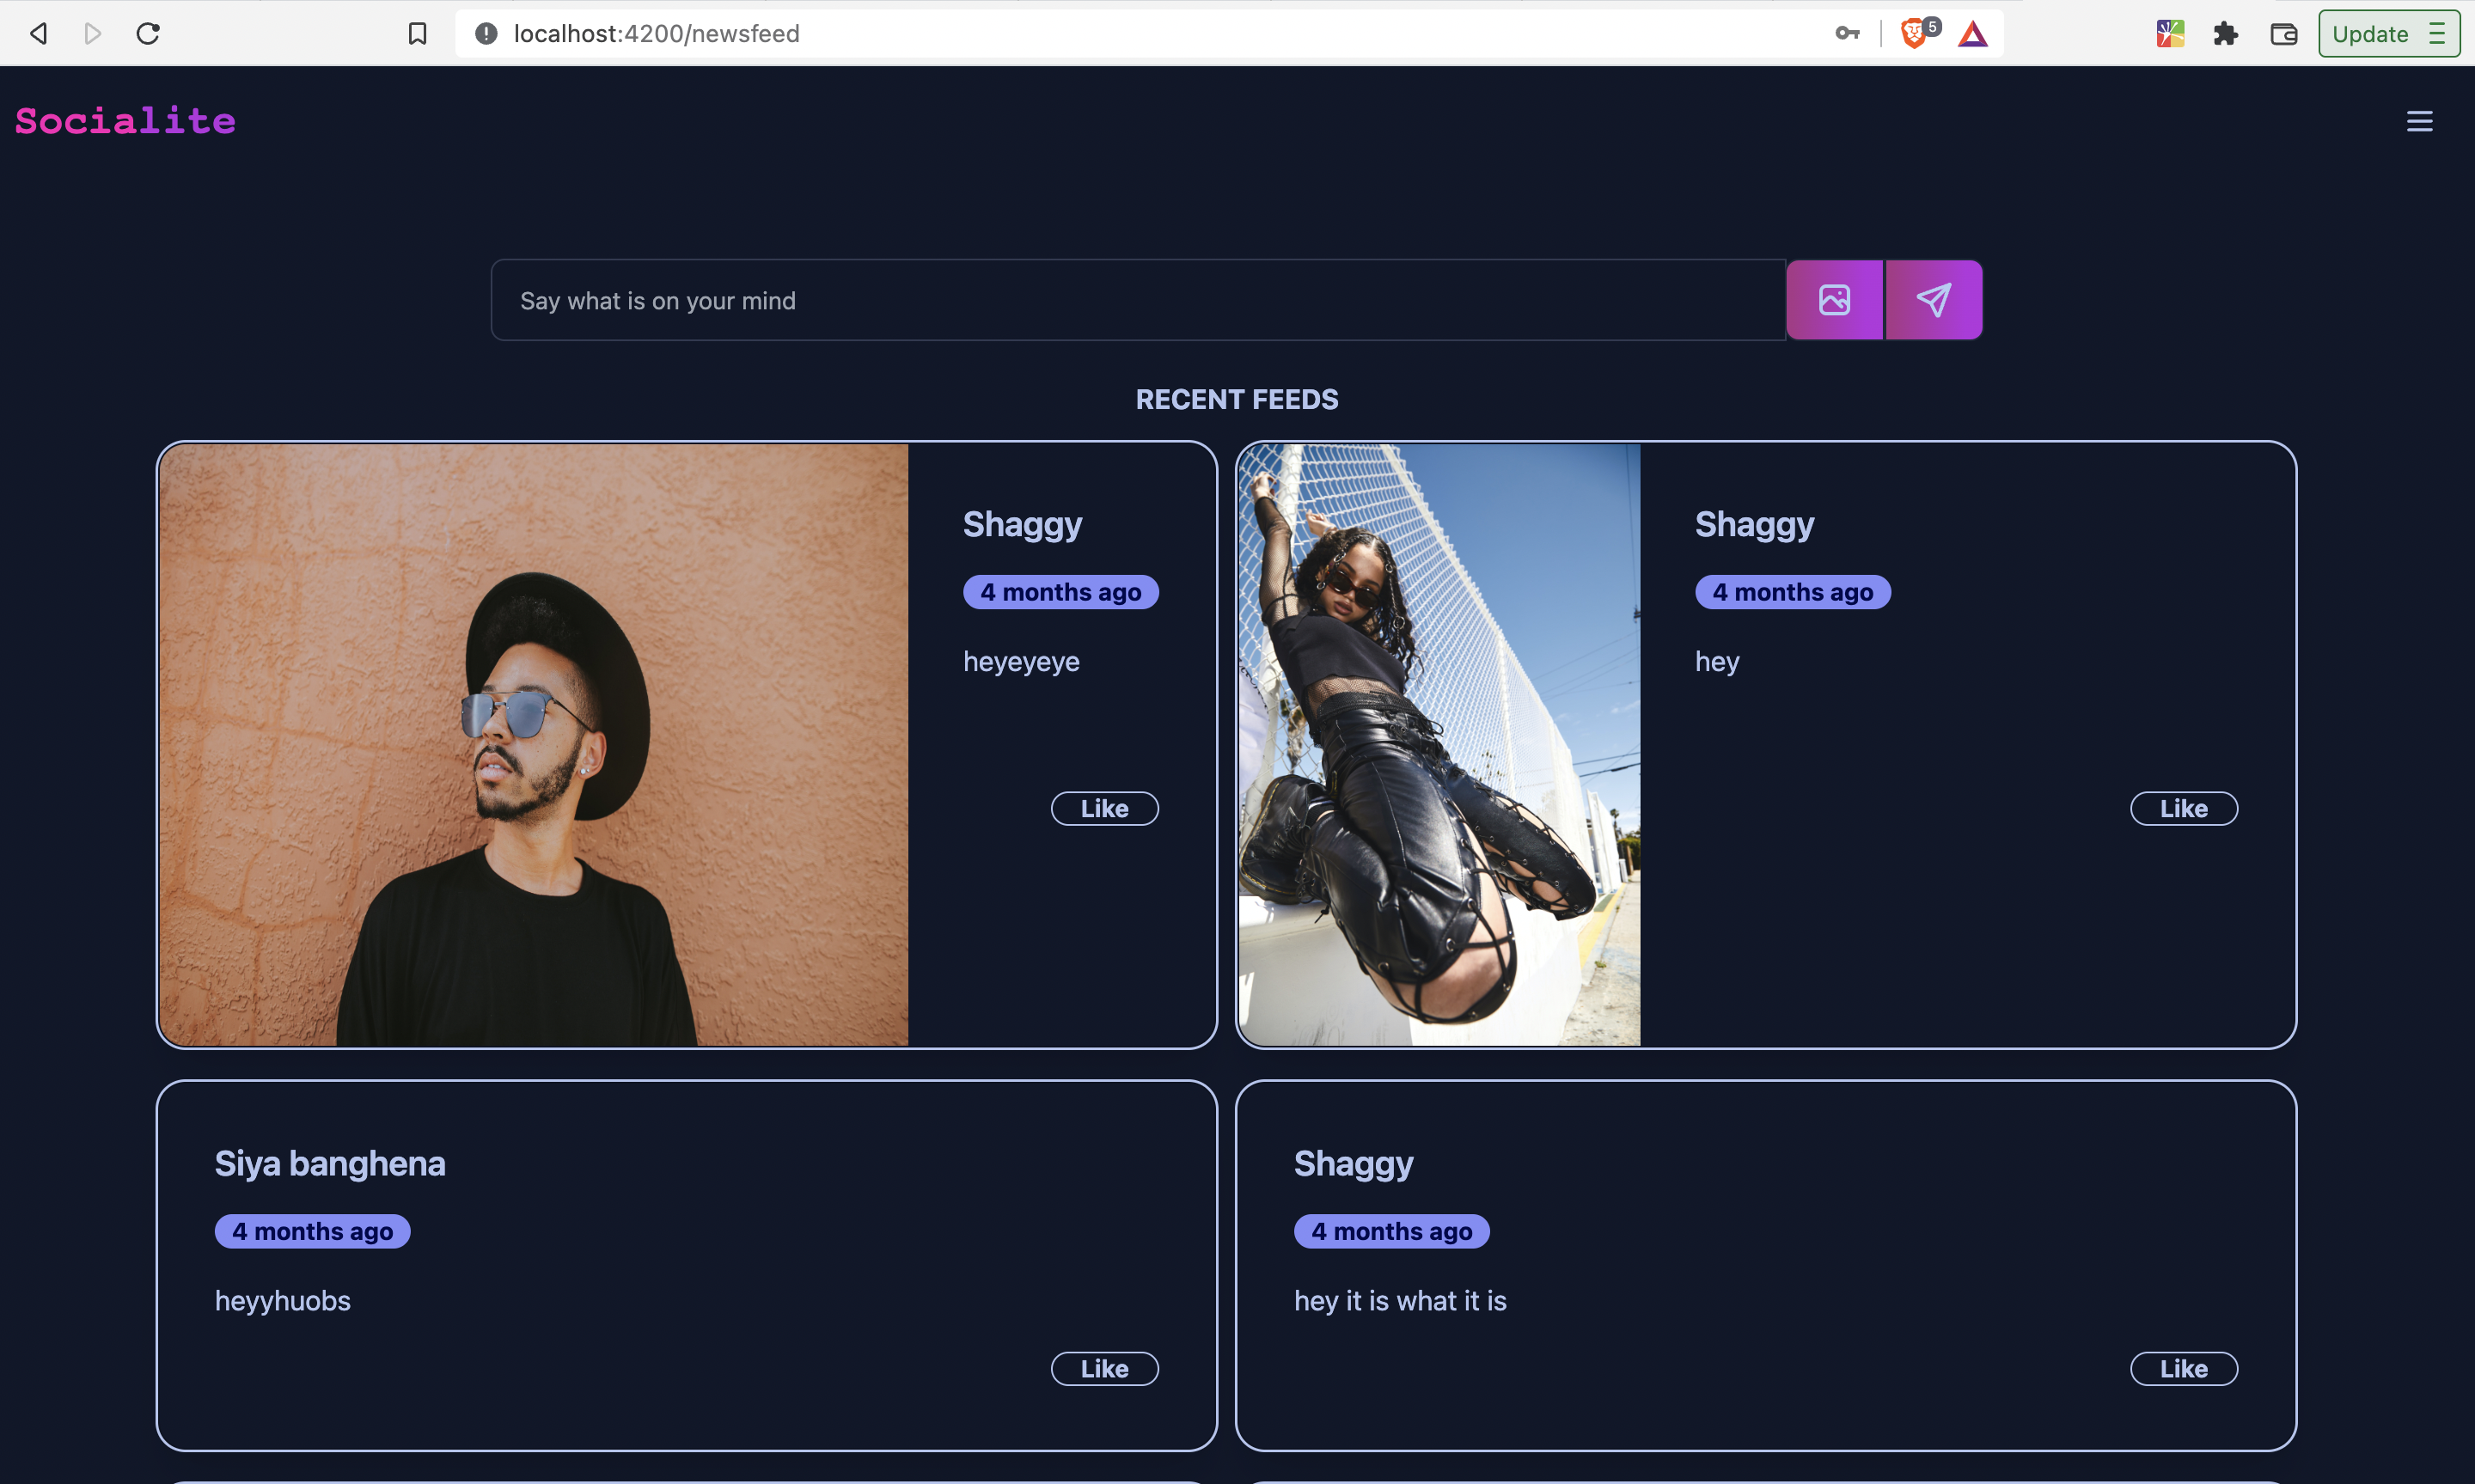 localhost:4200/newsfeed
5
Update
Socialite
Say what is on your mind
RECENT FEEDS
Shaggy
4 months ago
heyeyeye
Like
Shaggy
4 months ago
hey
Like
Siya banghena
4 months ago
heyyhuobs
Like
Shaggy
4 months ago
hey it is what it is
Like